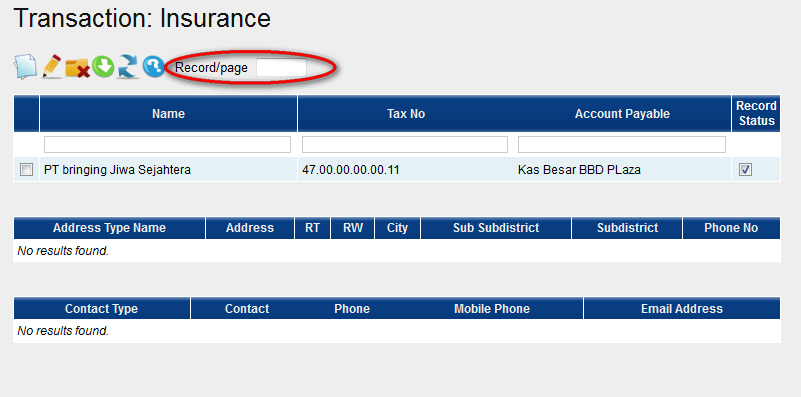 Transaction: Insurance
Record/page
Name Tax No Account Payable Record Status
PT bringing Jiwa Sejahtera 47.00.00.00.00.11 Kas Besar BBD PLaza
Address Type Name Address RT RW City Sub Subdistrict Subdistrict Phone No
No results found.
Contact Type Contact Phone Mobile Phone Email Address
No results found.